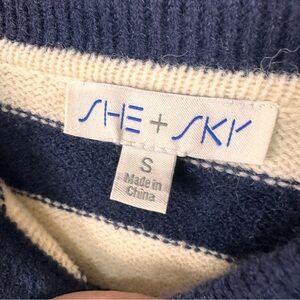 SHE + SKY
S
Made in
China